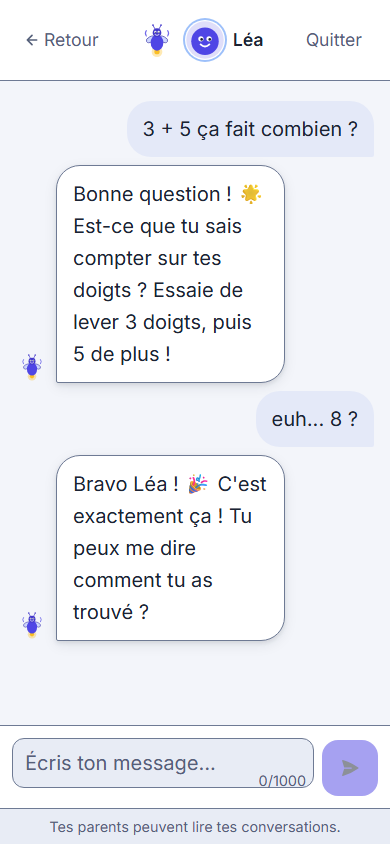 ← Retour
Léa
Quitter
3 + 5 ça fait combien ?
Bonne question ! 🌟
Est-ce que tu sais
compter sur tes
doigts ? Essaie de
lever 3 doigts, puis
5 de plus !
euh... 8 ?
Bravo Léa ! 🎉 C'est
exactement ça ! Tu
peux me dire
comment tu as
trouvé ?
Écris ton message...
0/1000
Tes parents peuvent lire tes conversations.